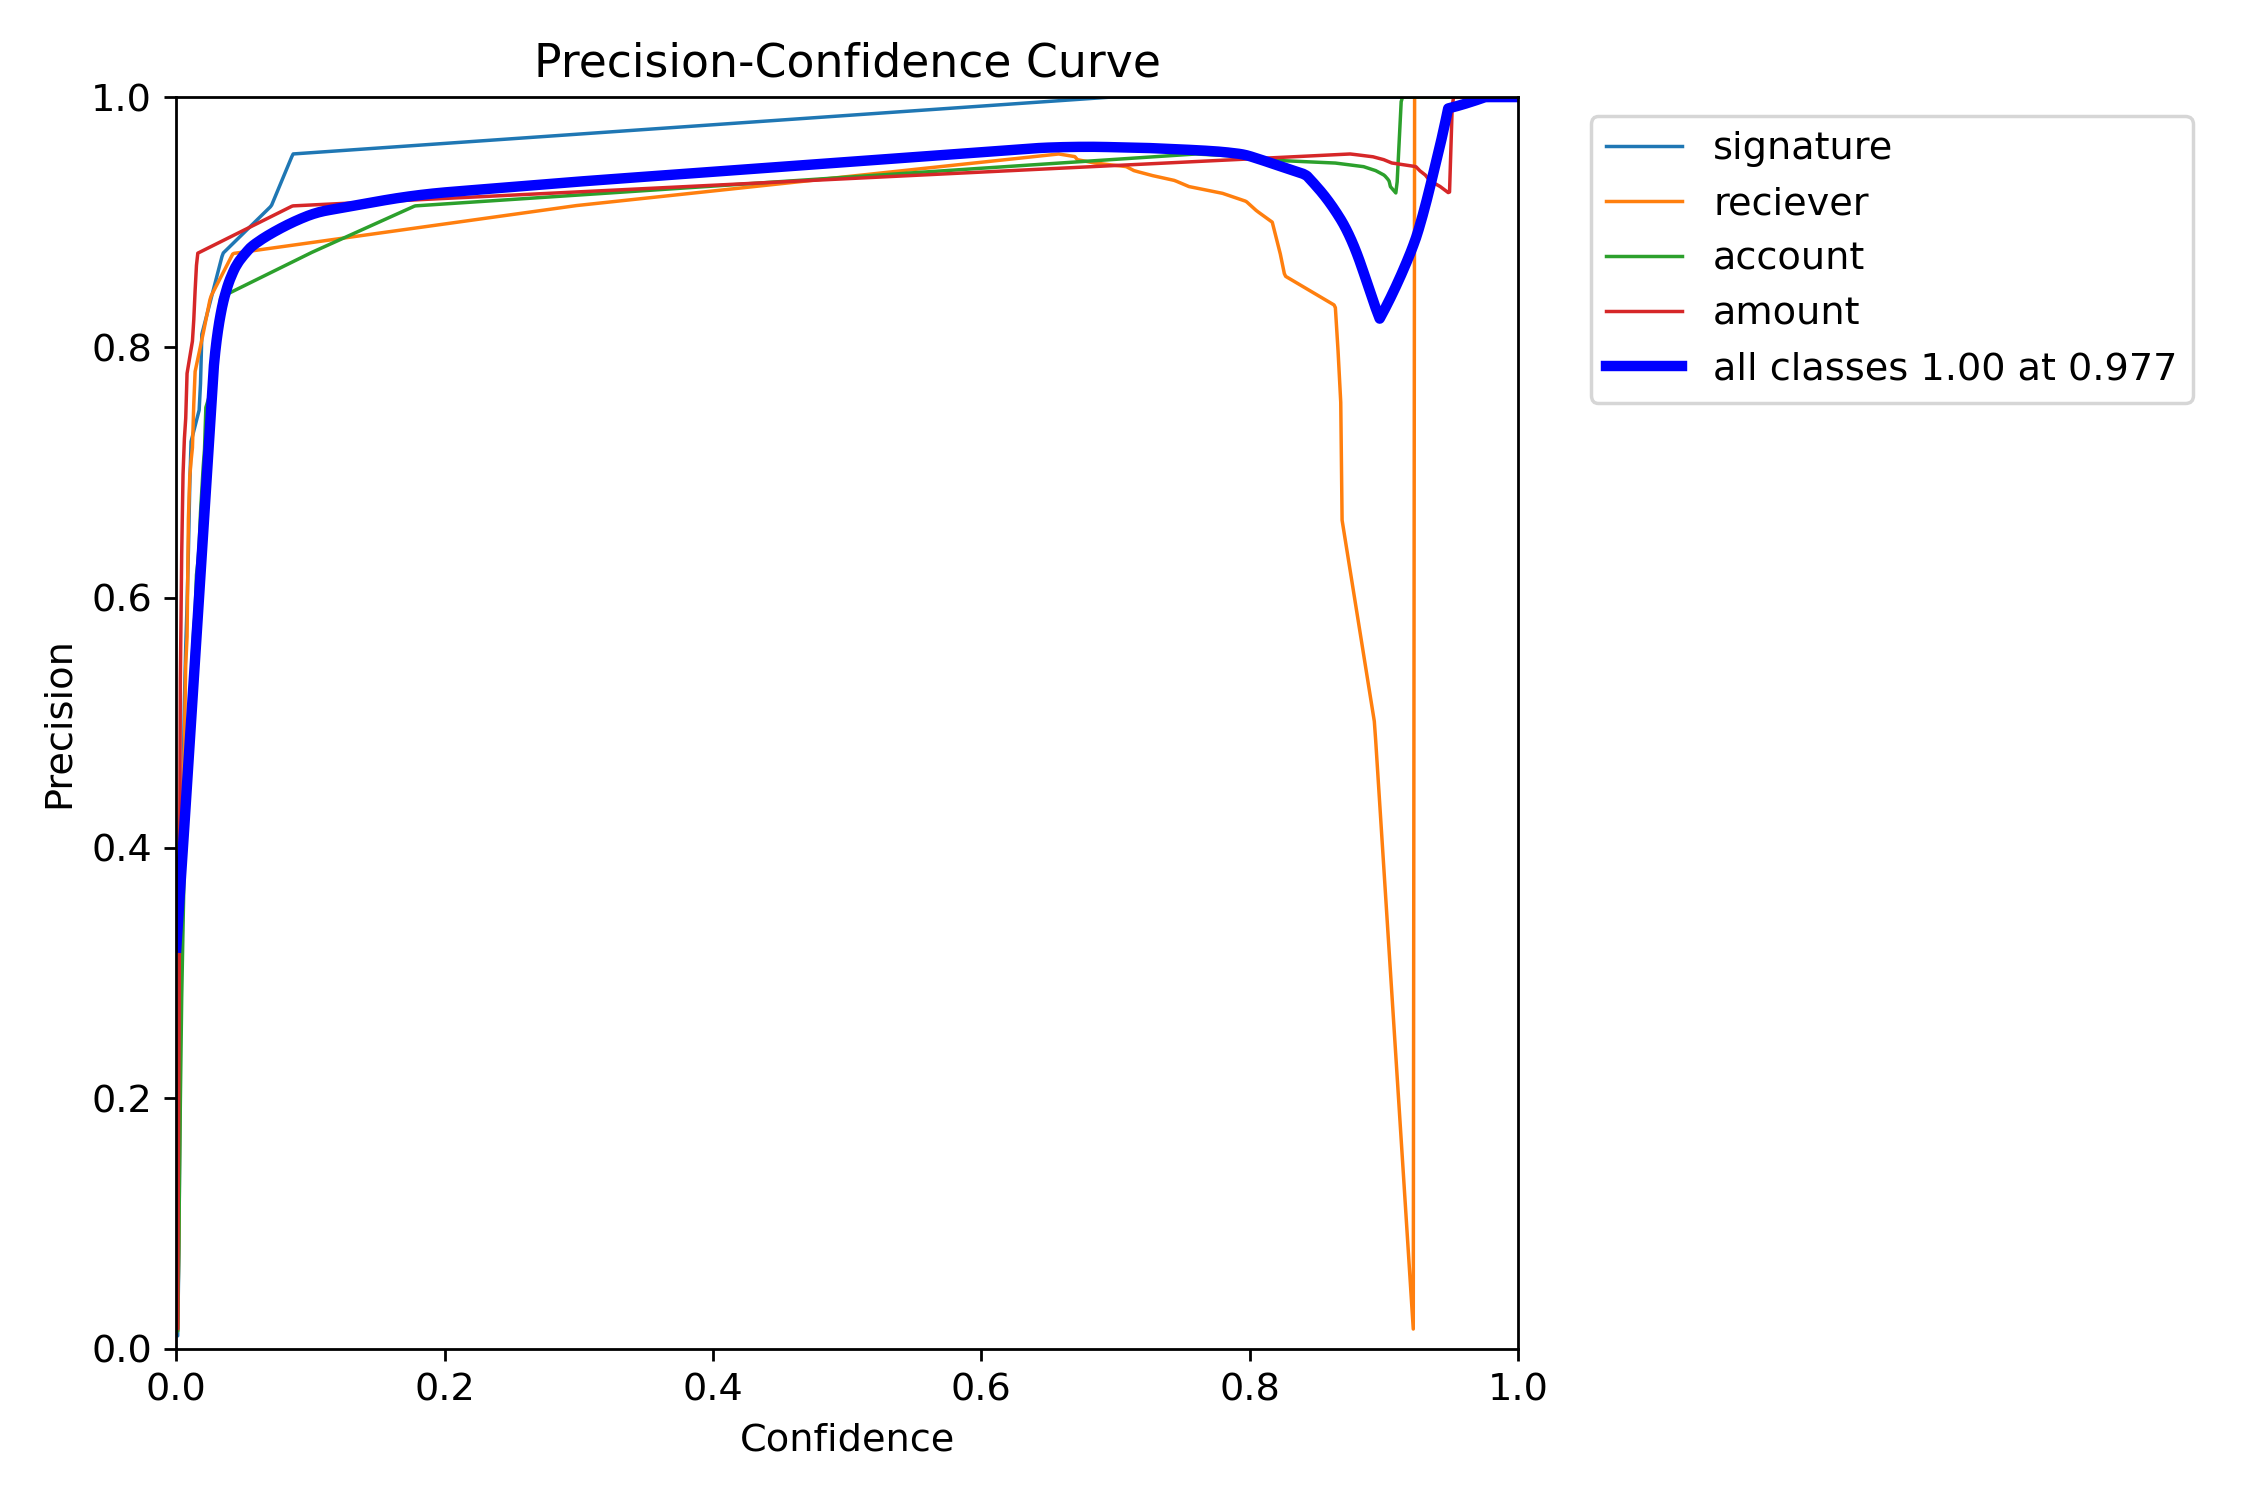 Precision-Confidence Curve
1.0
0.8
0.6
0.4
0.2
0.0
Precision
0.0 0.2 0.4 0.6 0.8 1.0
Confidence
signature
reciever
account
amount
all classes 1.00 at 0.977